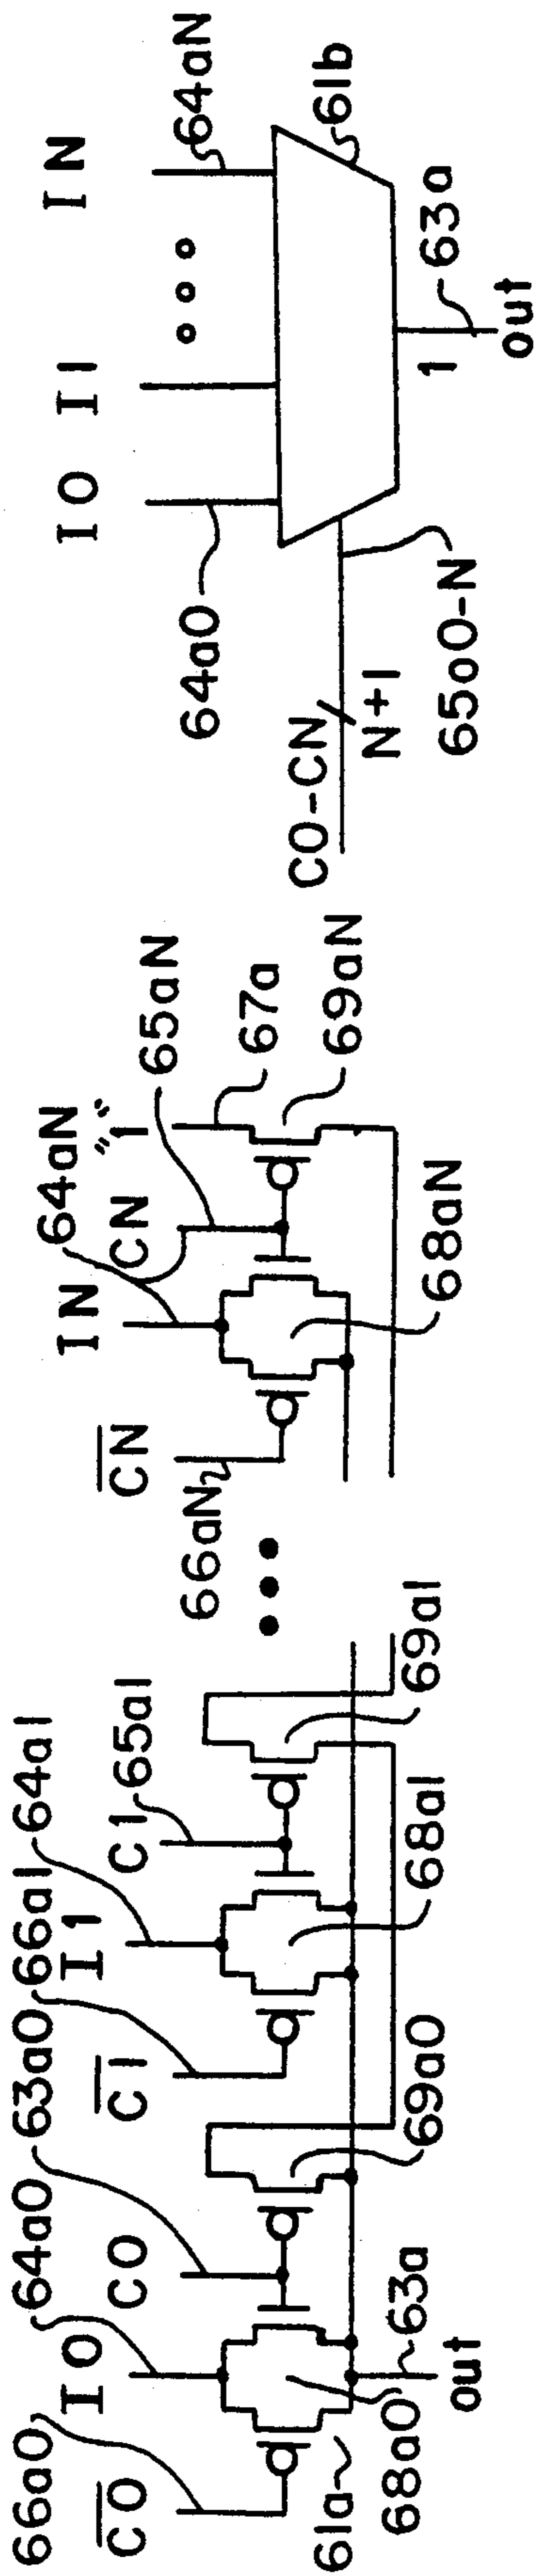 66a0 64a0 63a0 66a1 64a1
C0 I0 C0 C1 I1 C1 65a1
61a 68a0 63a 69a0 68a1 69a1
out
64aN
CN IN CN "1" 65aN
66aN 67a
68aN 69aN
I0 I1 IN
64a0 64aN
C0-CN
N+1
65a0-N
61b
1 63a
out